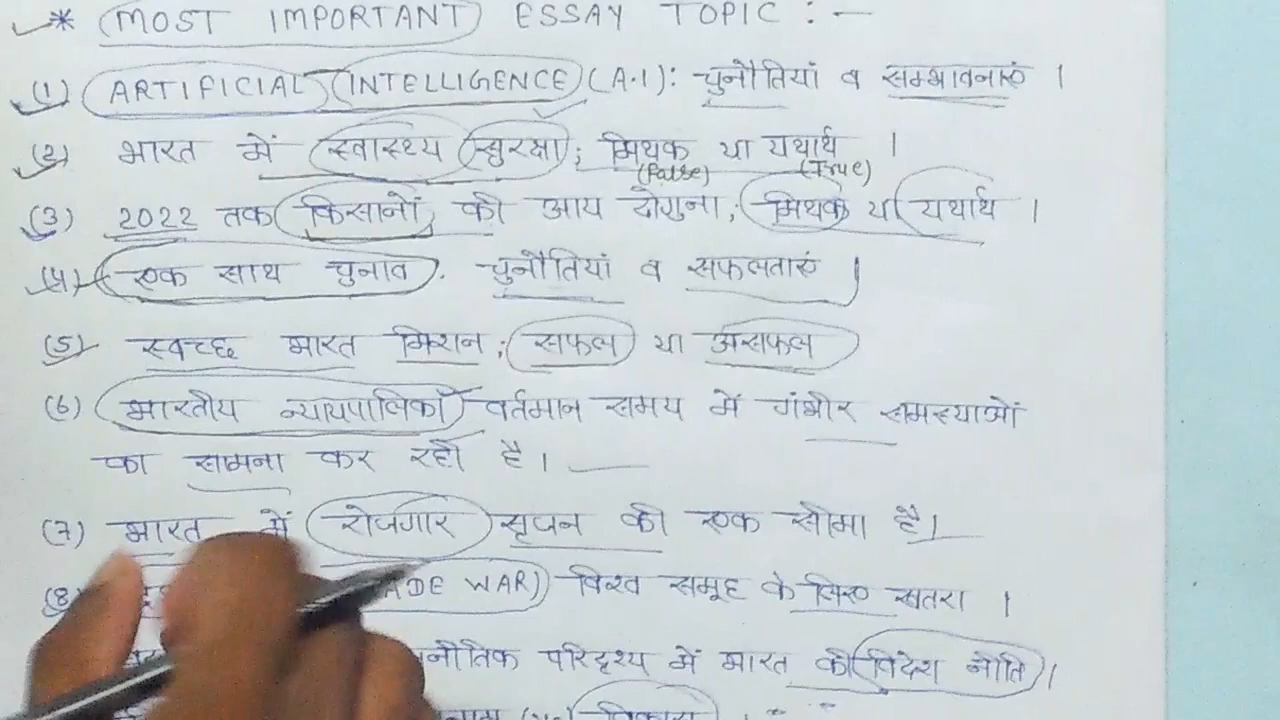 * MOST IMPORTANT ESSAY TOPIC : —
(1) ARTIFICIAL INTELLIGENCE (A.I): चुनौतियां व सम्भावनाएं ।
(2) भारत में स्वास्थ्य सुरक्षा; मिथक या यथार्थ ।
(False) (True)
(3) 2022 तक किसानों की आय दोगुना, मिथक या यथार्थ ।
(4) एक साथ चुनाव. चुनौतियां व सफलताएं ।
(5) स्वच्छ भारत मिशन; सफल या असफल
(6) भारतीय न्यायपालिका वर्तमान समय में गंभीर समस्याओं
का सामना कर रही है ।
(7) भारत में रोजगार सृजन की एक सीमा है ।
(8) ADE WAR) विश्व समूह के लिए खतरा ।
नीतिक परिदृश्य में भारत की विदेश नीति ।
विकास